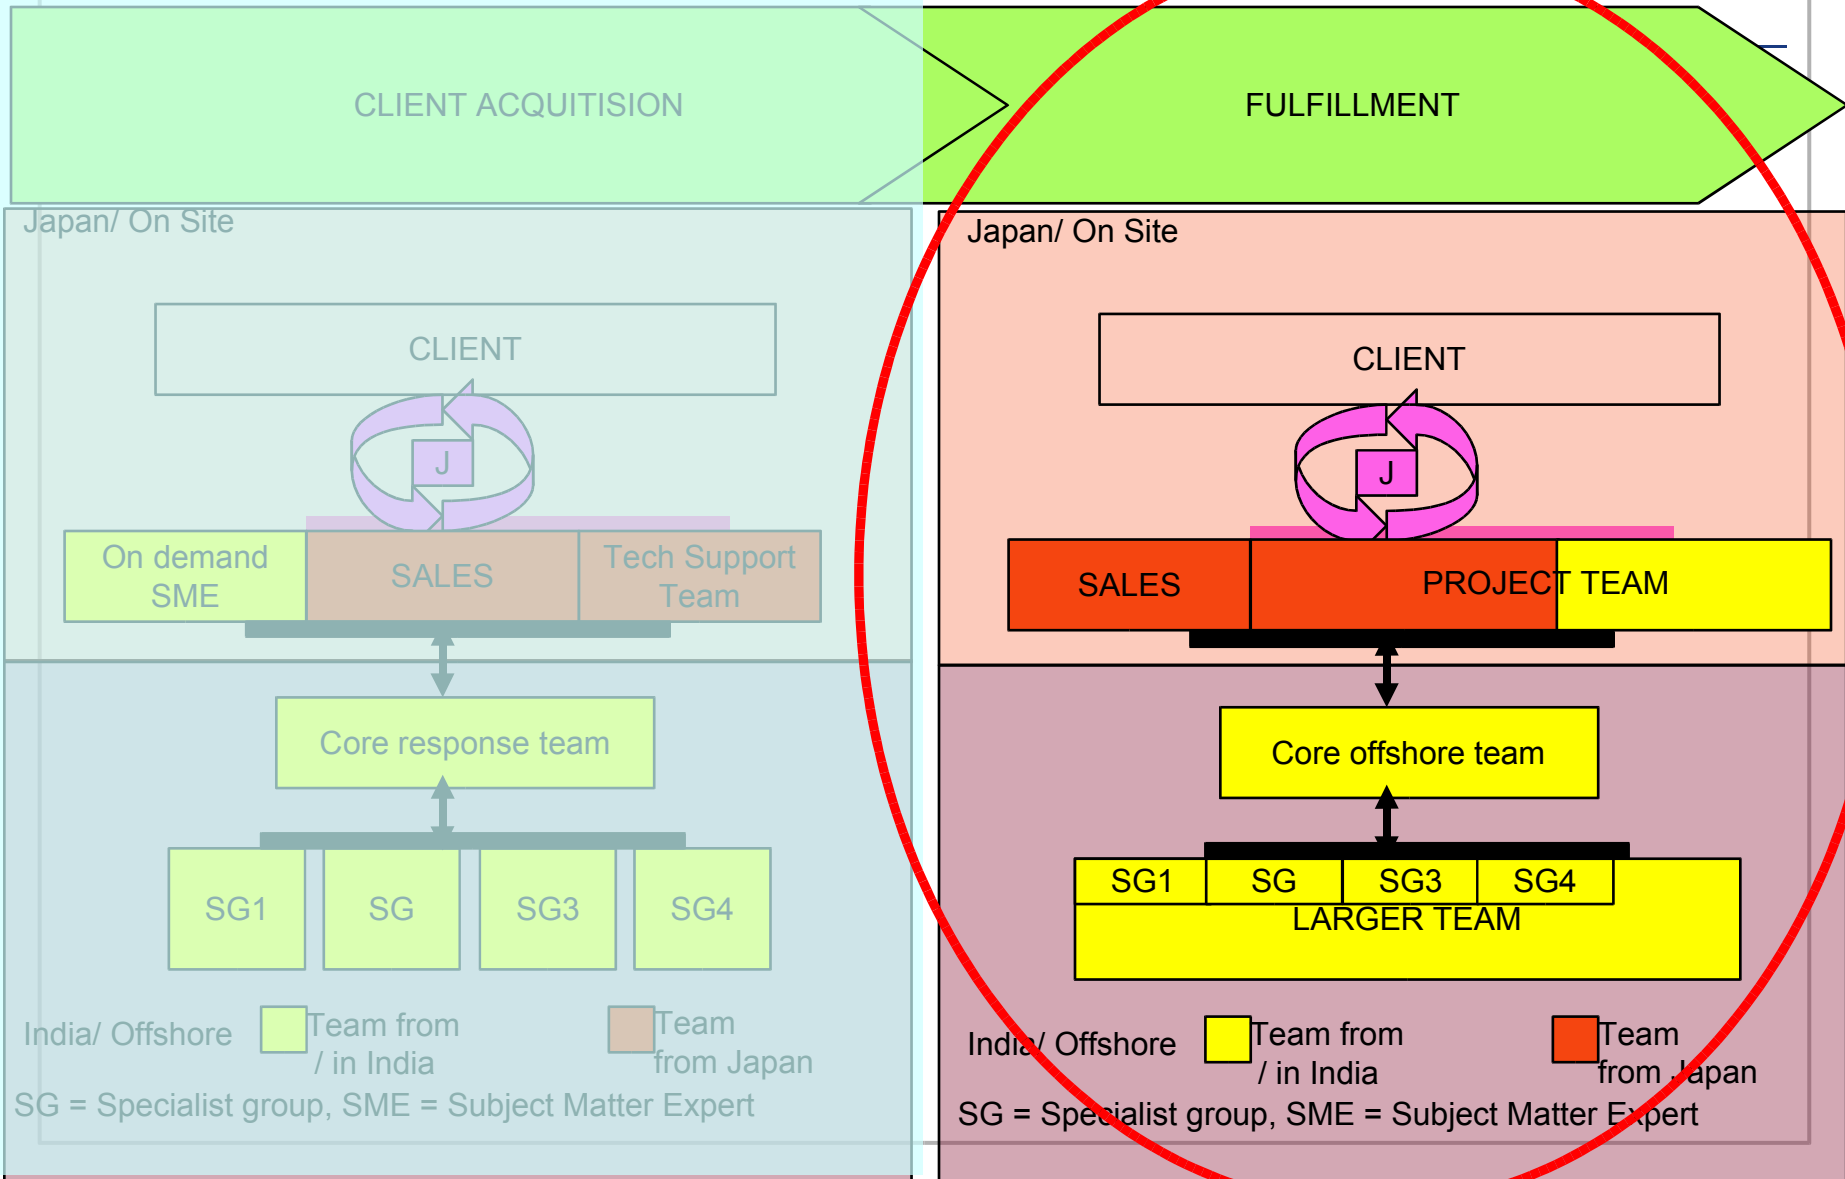 CLIENT ACQUITISION
FULFILLMENT
Japan/ On Site
CLIENT
J
On demand
SME
SALES
Tech Support
Team
Core response team
SG1
SG
SG3
SG4
India/ Offshore
Team from
/ in India
Team
from Japan
SG = Specialist group, SME = Subject Matter Expert
Japan/ On Site
CLIENT
J
SALES
PROJECT TEAM
Core offshore team
SG1
SG
SG3
SG4
LARGER TEAM
India/ Offshore
Team from
/ in India
Team
from Japan
SG = Specialist group, SME = Subject Matter Expert